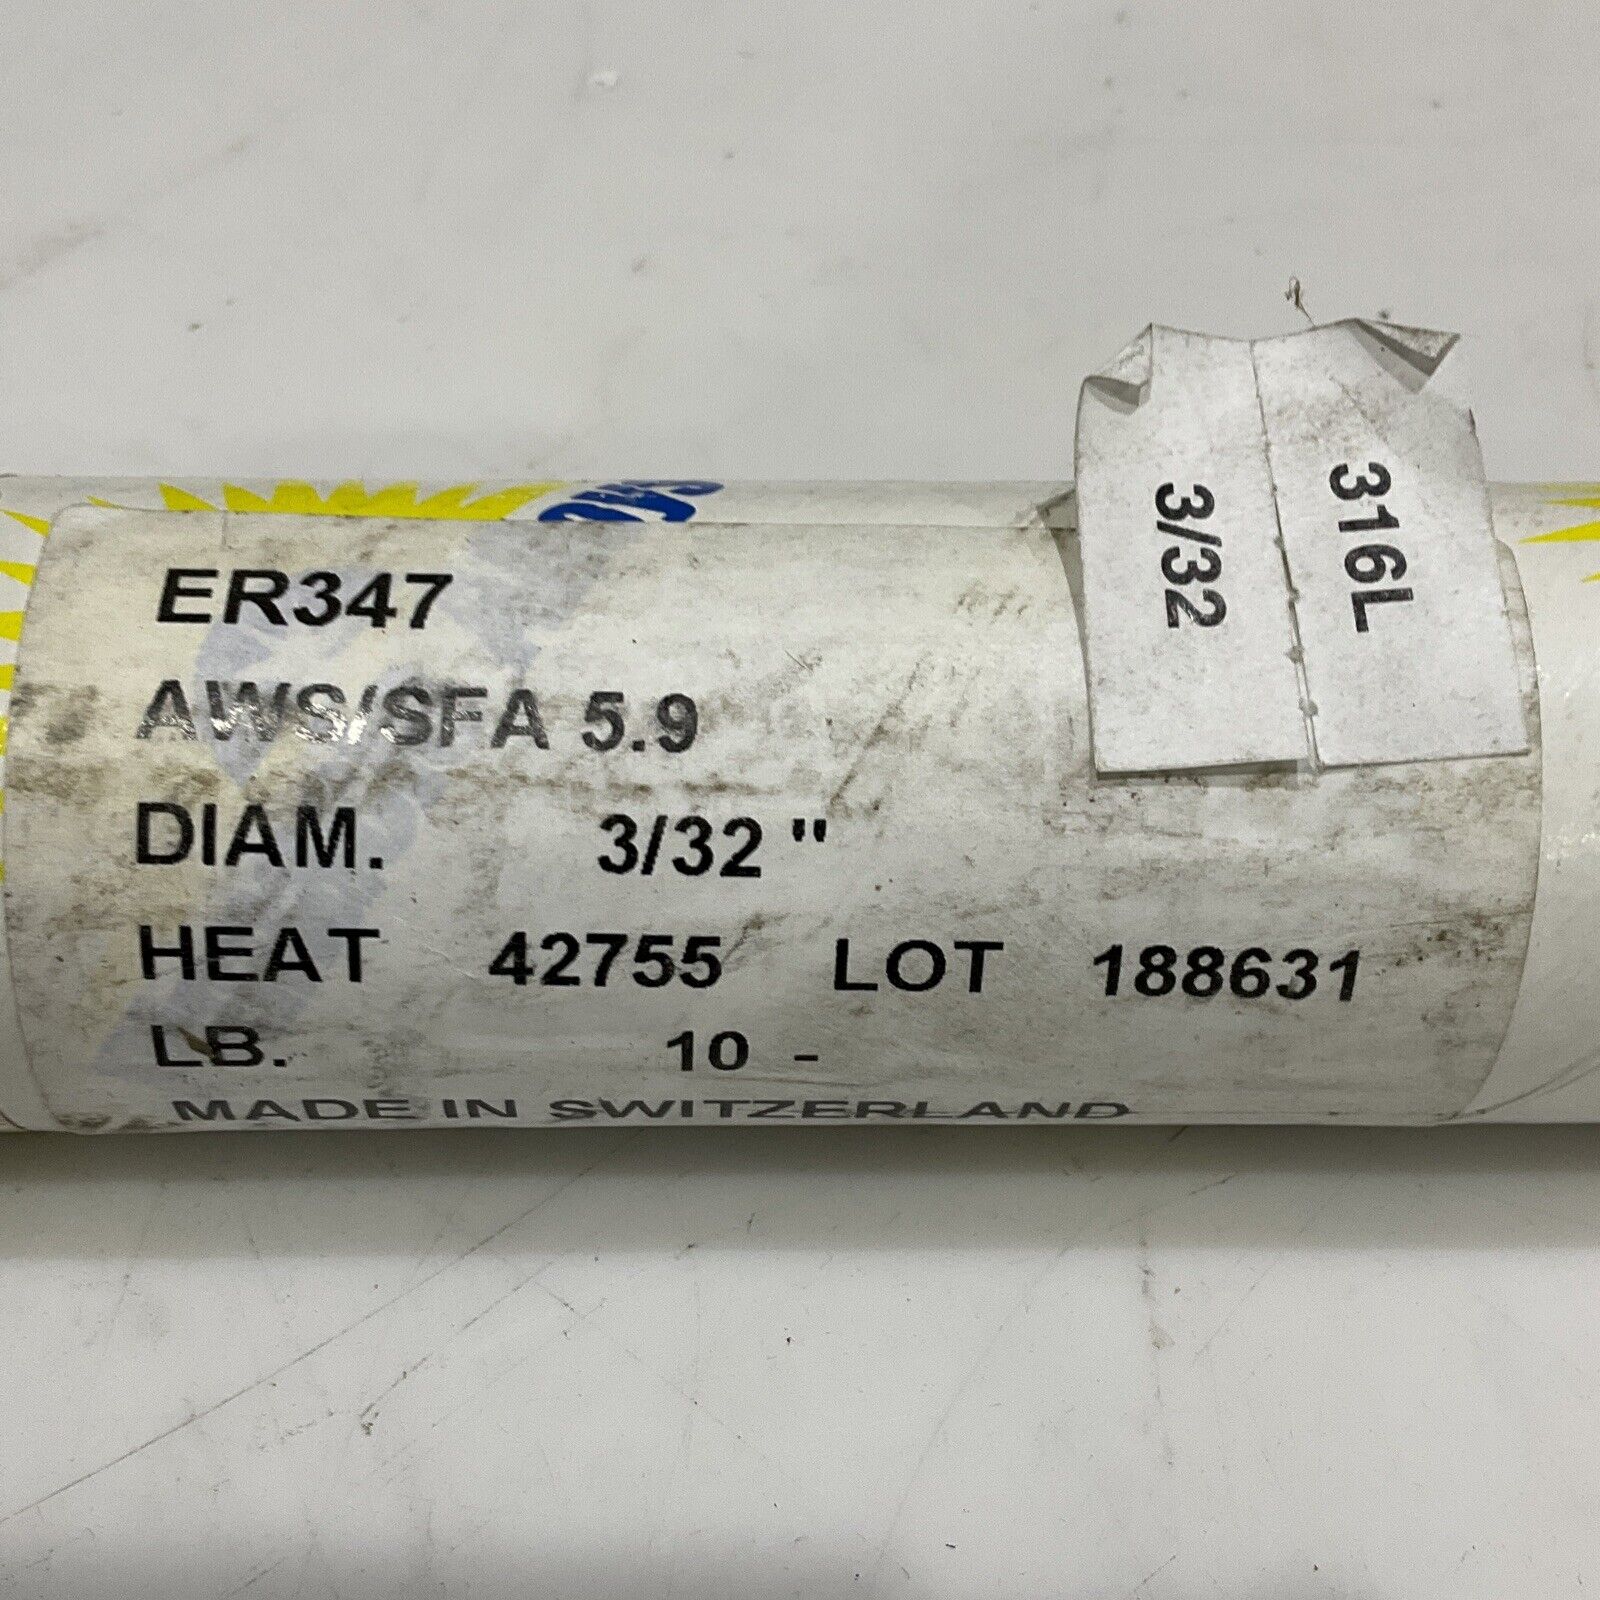 ER347
AWS/SFA 5.9
DIAM. 3/32 "
HEAT 42755 LOT 188631
LB. 10 -
MADE IN SWITZERLAND
316L
3/32